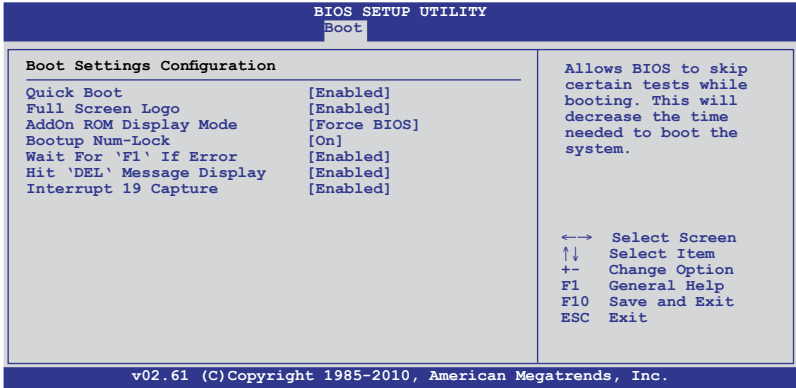 BIOS SETUP UTILITY
Boot
Boot Settings Configuration
Quick Boot [Enabled]
Full Screen Logo [Enabled]
AddOn ROM Display Mode [Force BIOS]
Bootup Num-Lock [On]
Wait For ‘F1‘ If Error [Enabled]
Hit ‘DEL‘ Message Display [Enabled]
Interrupt 19 Capture [Enabled]
Allows BIOS to skip
certain tests while
booting. This will
decrease the time
needed to boot the
system.
←→ Select Screen
↑↓ Select Item
+- Change Option
F1 General Help
F10 Save and Exit
ESC Exit
v02.61 (C)Copyright 1985-2010, American Megatrends, Inc.